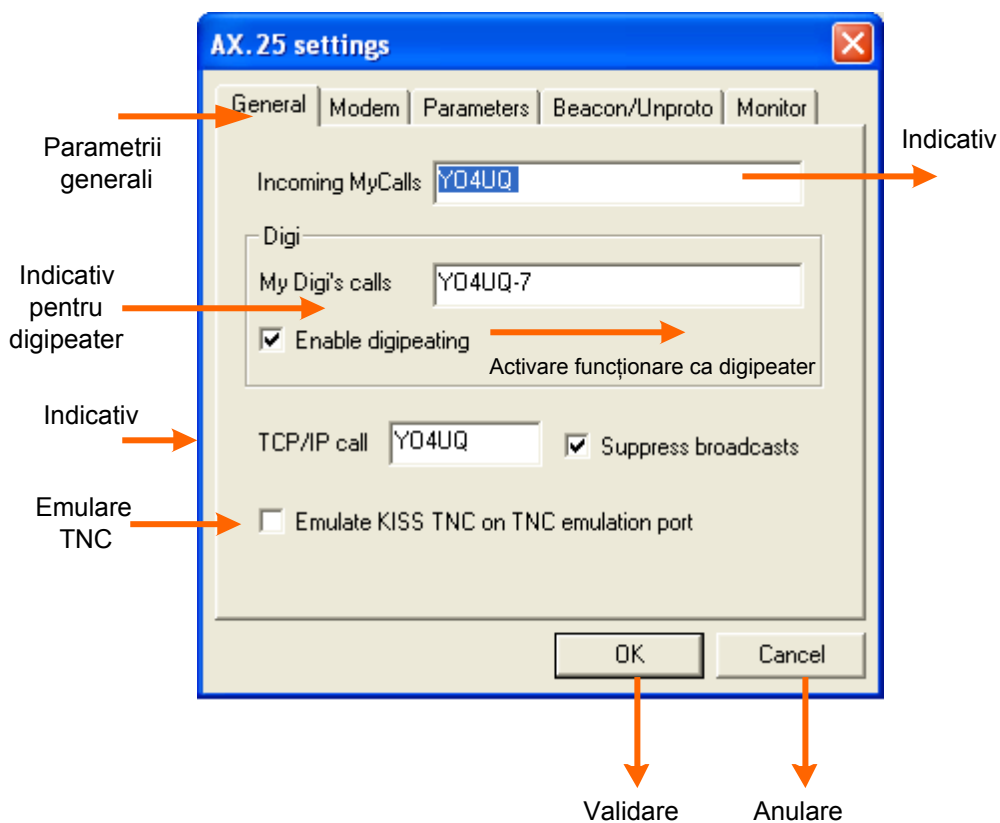 AX.25 settings
General Modem Parameters Beacon/Unproto Monitor
Parametrii
generali
Indicativ
Incoming MyCalls YO4UQ
Digi
My Digi's calls YO4UQ-7
Indicativ
pentru
digipeater
Enable digipeating
Activare funcționare ca digipeater
Indicativ
TCP/IP call YO4UQ Suppress broadcasts
Emulare
TNC
Emulate KISS TNC on TNC emulation port
OK Cancel
Validare Anulare